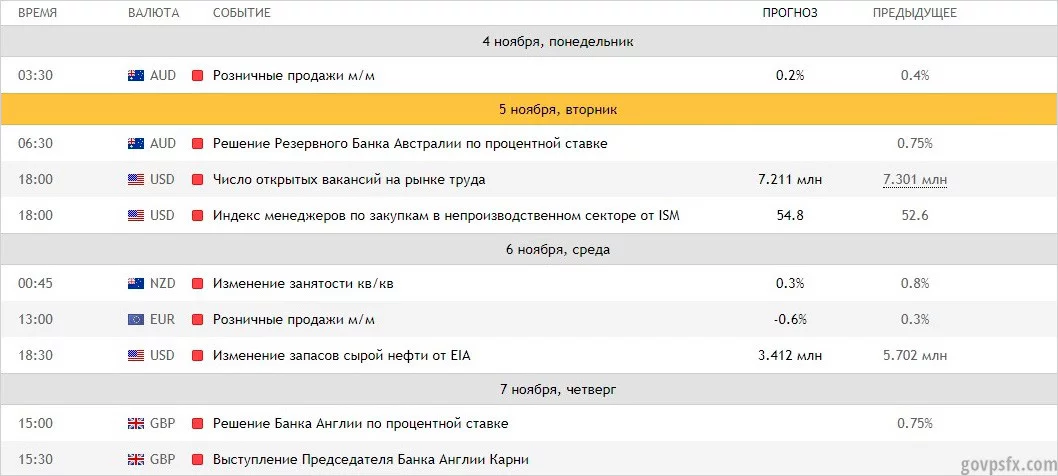 ВРЕМЯ ВАЛЮТА СОБЫТИЕ ПРОГНОЗ ПРЕДЫДУЩЕЕ
4 ноября, понедельник
03:30 AUD Розничные продажи м/м 0.2% 0.4%
5 ноября, вторник
06:30 AUD Решение Резервного Банка Австралии по процентной ставке 0.75%
18:00 USD Число открытых вакансий на рынке труда 7.211 млн 7.301 млн
18:00 USD Индекс менеджеров по закупкам в непроизводственном секторе от ISM 54.8 52.6
6 ноября, среда
00:45 NZD Изменение занятости кв/кв 0.3% 0.8%
13:00 EUR Розничные продажи м/м -0.6% 0.3%
18:30 USD Изменение запасов сырой нефти от EIA 3.412 млн 5.702 млн
7 ноября, четверг
15:00 GBP Решение Банка Англии по процентной ставке 0.75%
15:30 GBP Выступление Председателя Банка Англии Карни
govpsfx.com